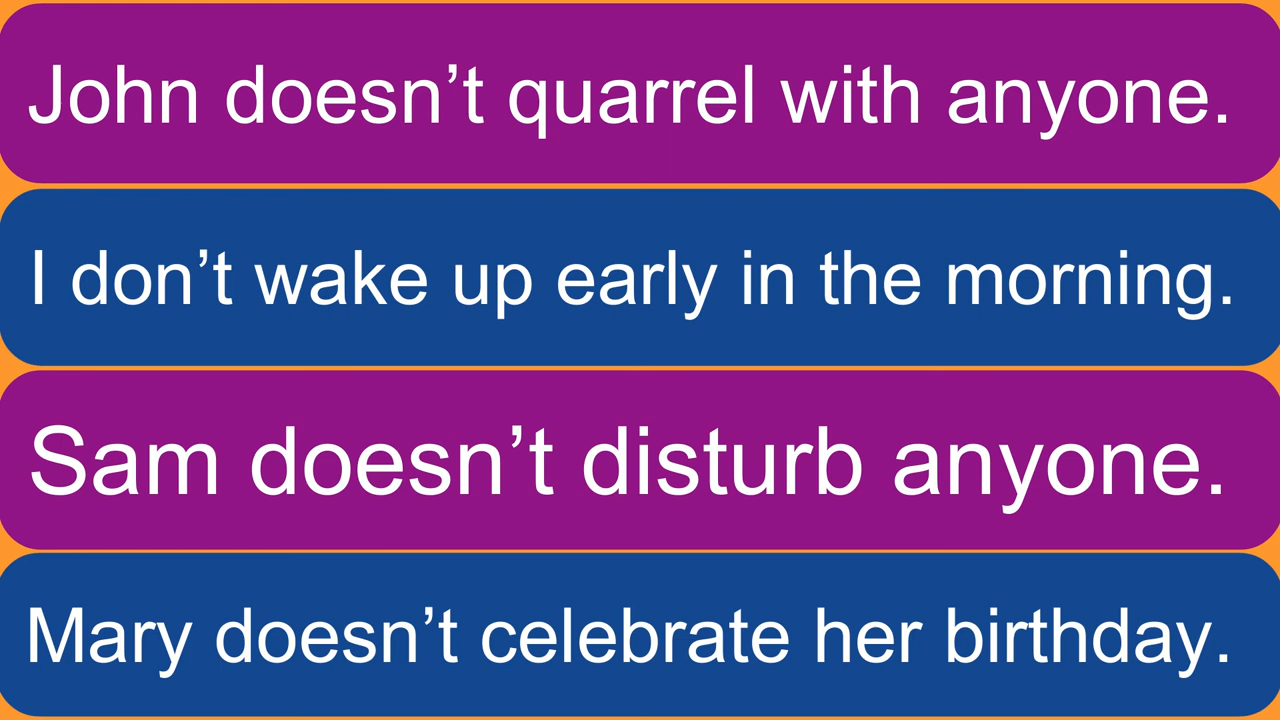 John doesn’t quarrel with anyone.
I don’t wake up early in the morning.
Sam doesn’t disturb anyone.
Mary doesn’t celebrate her birthday.